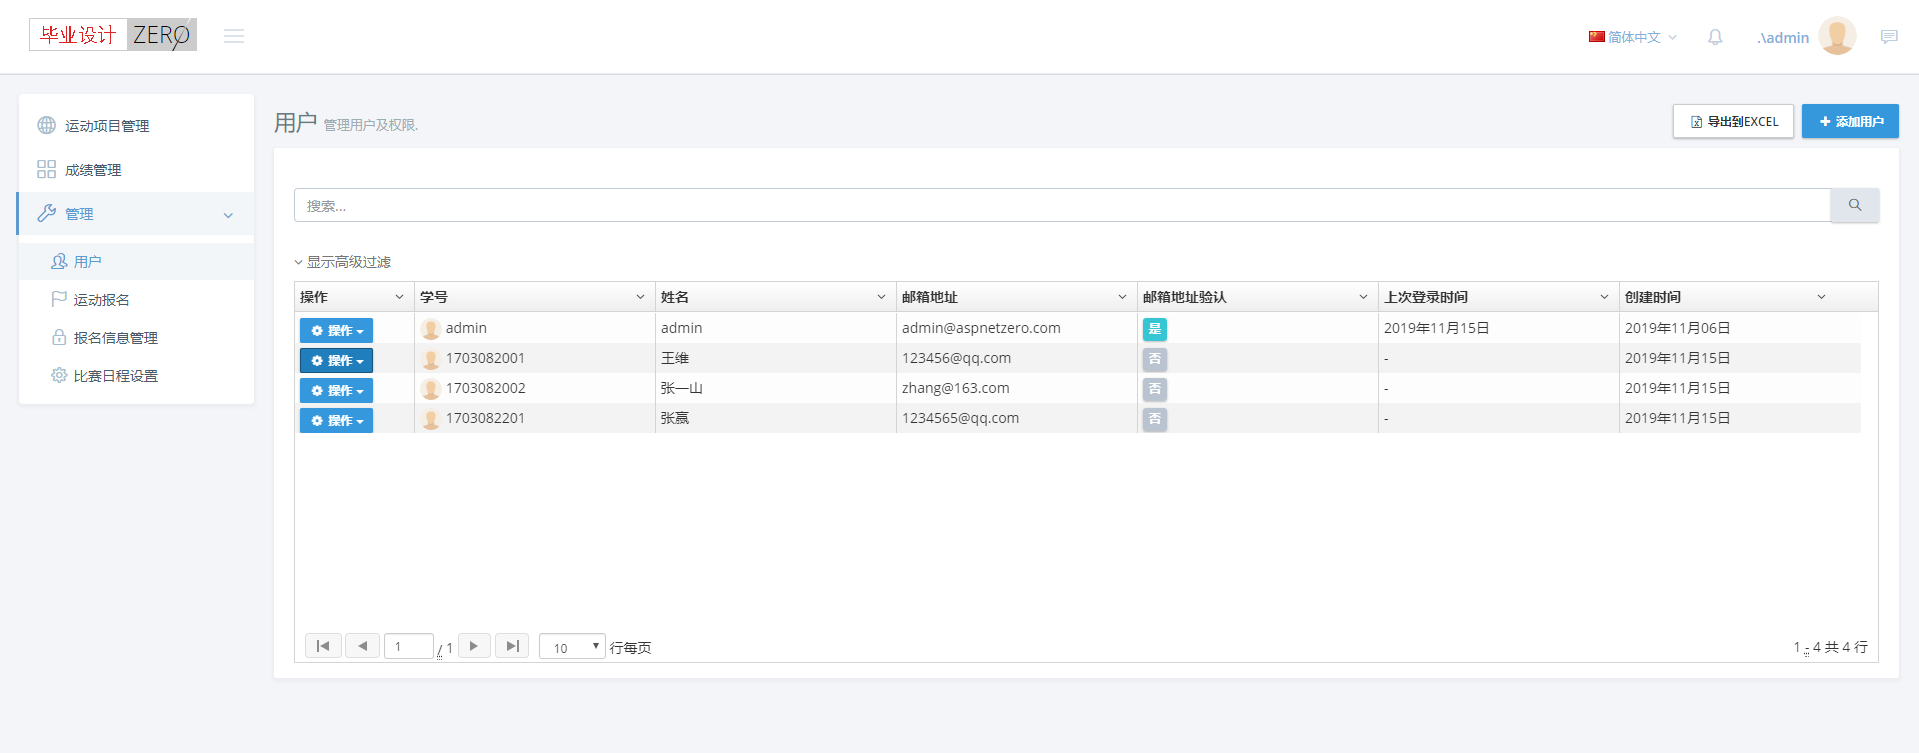 毕业设计 ZERO
简体中文
.\admin
运动项目管理
成绩管理
管理
用户
运动报名
报名信息管理
比赛日程设置
用户 管理用户及权限.
导出到EXCEL
添加用户
搜索...
显示高级过滤
操作 学号 姓名 邮箱地址 邮箱地址验认 上次登录时间 创建时间
操作 admin admin admin@aspnetzero.com 是 2019年11月15日 2019年11月06日
操作 1703082001 王维 123456@qq.com 否 - 2019年11月15日
操作 1703082002 张一山 zhang@163.com 否 - 2019年11月15日
操作 1703082201 张嬴 1234565@qq.com 否 - 2019年11月15日
1 / 1 10 行每页
1 - 4 共 4 行